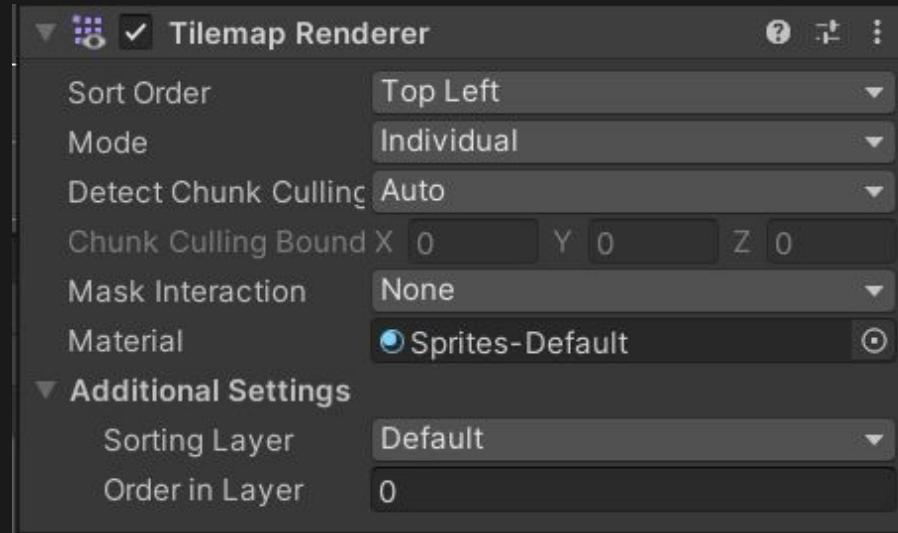 Tilemap Renderer
Sort Order Top Left
Mode Individual
Detect Chunk Culling Auto
Chunk Culling Bound X 0 Y 0 Z 0
Mask Interaction None
Material Sprites-Default
Additional Settings
Sorting Layer Default
Order in Layer 0